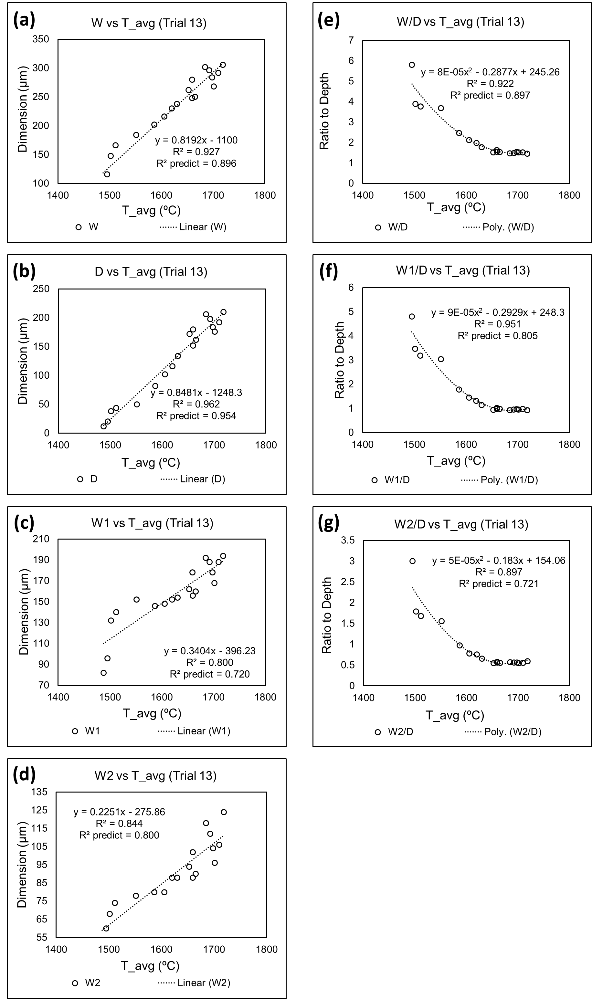 (a)
W vs T_avg (Trial 13)
350
300
250
200
150
100
Dimension (µm)
y = 0.8192x - 1100
R² = 0.927
R² predict = 0.896
1400 1500 1600 1700 1800
T_avg (ºC)
W Linear (W)
(b)
D vs T_avg (Trial 13)
250
200
150
100
50
0
Dimension (µm)
y = 0.8481x - 1248.3
R² = 0.962
R² predict = 0.954
1400 1500 1600 1700 1800
T_avg (ºC)
D Linear (D)
(c)
W1 vs T_avg (Trial 13)
210
190
170
150
130
110
90
70
Dimension (µm)
y = 0.3404x - 396.23
R² = 0.800
R² predict = 0.720
1400 1500 1600 1700 1800
T_avg (ºC)
W1 Linear (W1)
(d)
W2 vs T_avg (Trial 13)
135
125
115
105
95
85
75
65
55
Dimension (µm)
y = 0.2251x - 275.86
R² = 0.844
R² predict = 0.800
1400 1500 1600 1700 1800
T_avg (ºC)
W2 Linear (W2)
(e)
W/D vs T_avg (Trial 13)
7
6
5
4
3
2
1
0
Ratio to Depth
y = 8E-05x² - 0.2877x + 245.26
R² = 0.922
R² predict = 0.897
1400 1500 1600 1700 1800
T_avg (ºC)
W/D Poly. (W/D)
(f)
W1/D vs T_avg (Trial 13)
6
5
4
3
2
1
0
Ratio to Depth
y = 9E-05x² - 0.2929x + 248.3
R² = 0.951
R² predict = 0.805
1400 1500 1600 1700 1800
T_avg (ºC)
W1/D Poly. (W1/D)
(g)
W2/D vs T_avg (Trial 13)
3.5
3
2.5
2
1.5
1
0.5
0
Ratio to Depth
y = 5E-05x² - 0.183x + 154.06
R² = 0.897
R² predict = 0.721
1400 1500 1600 1700 1800
T_avg (ºC)
W2/D Poly. (W2/D)